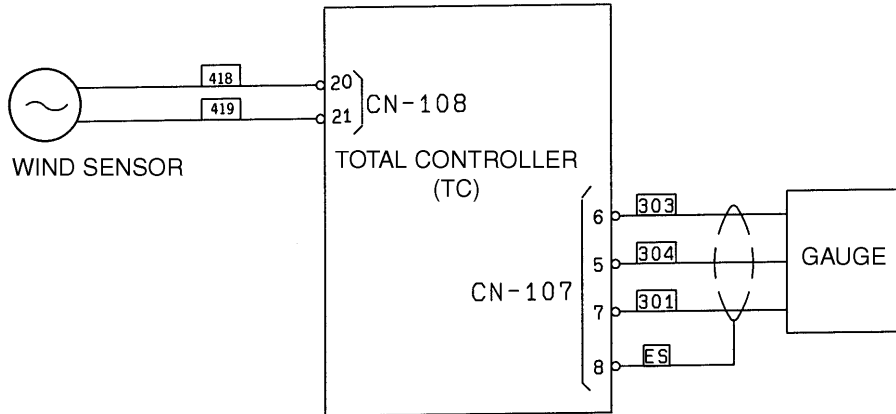 418
20
419
21
CN-108
WIND SENSOR
TOTAL CONTROLLER
(TC)
6
303
5
304
GAUGE
CN-107
7
301
8
ES